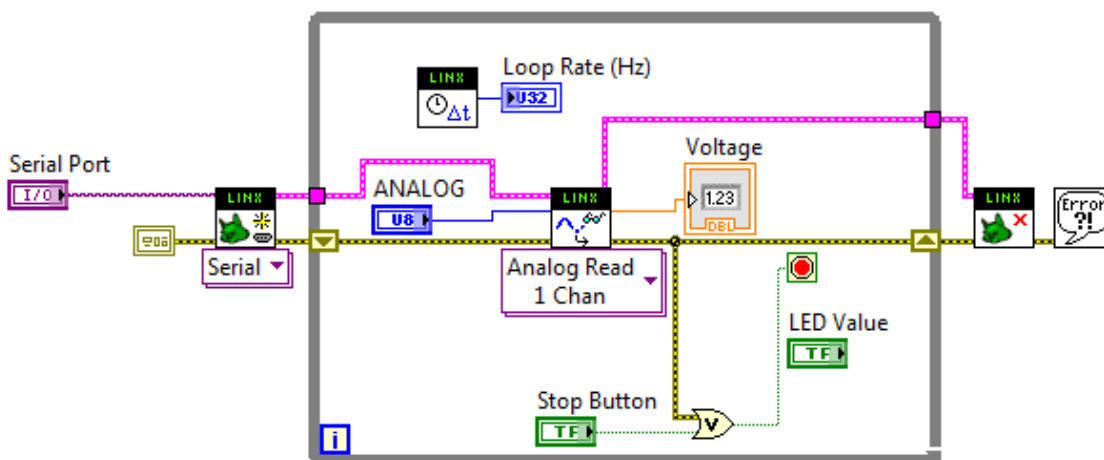 LINX
Loop Rate (Hz)
U32
Serial Port
I/O
LINX
Serial
ANALOG
U8
LINX
Analog Read
1 Chan
Voltage
1.23
DBL
LINX
Error
?!
LED Value
TF
Stop Button
TF
V
i
Δt